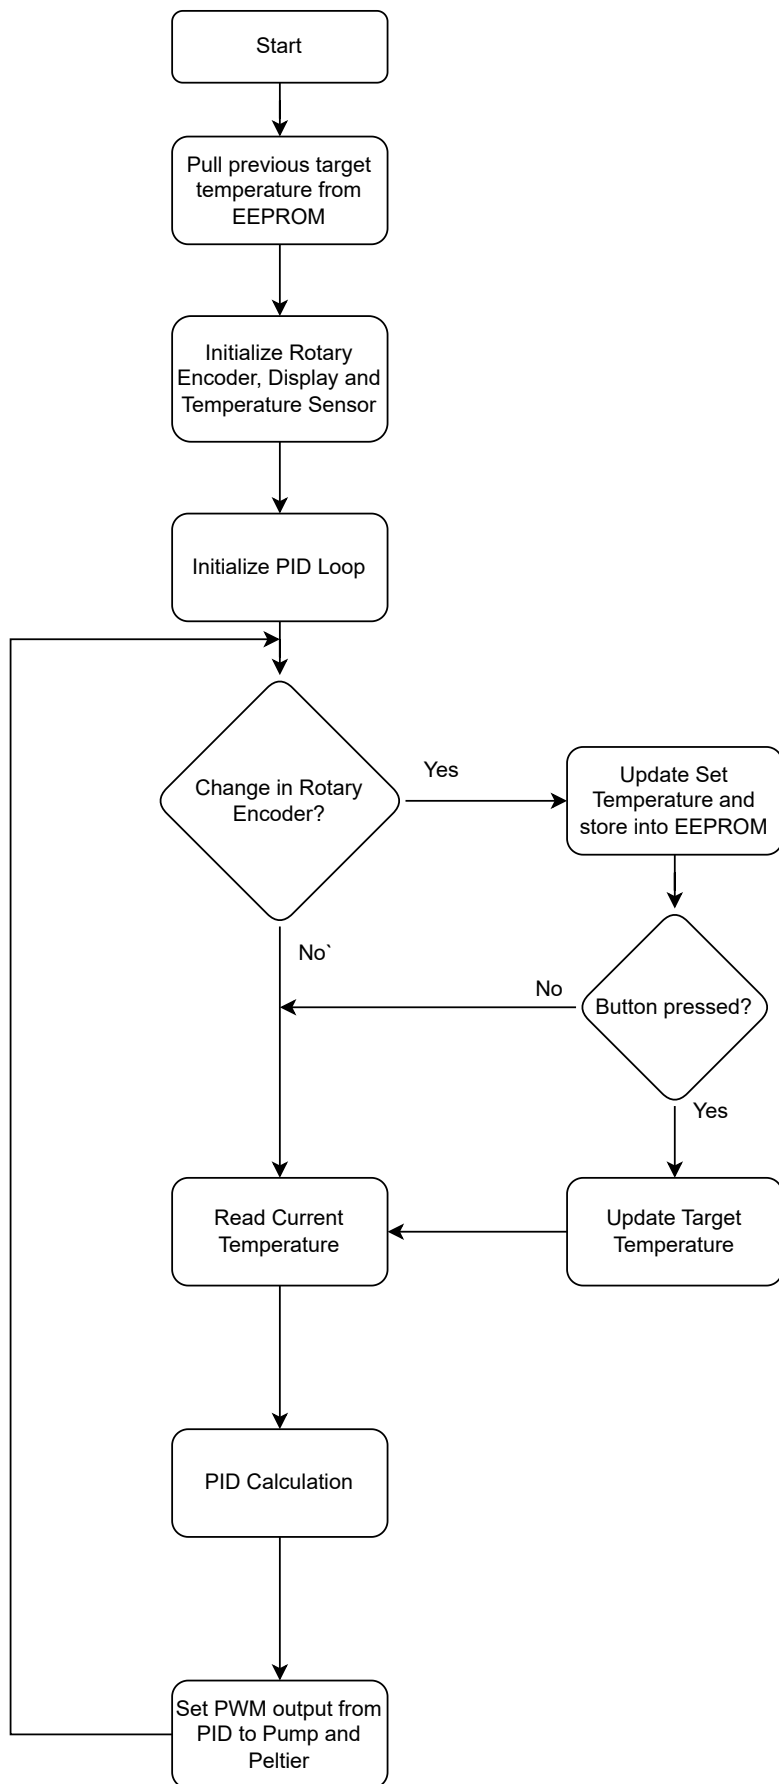 Start
Pull previous target
temperature from
EEPROM
Initialize Rotary
Encoder, Display and
Temperature Sensor
Initialize PID Loop
Change in Rotary
Encoder?
Yes
Update Set
Temperature and
store into EEPROM
No`
No
Button pressed?
Yes
Read Current
Temperature
Update Target
Temperature
PID Calculation
Set PWM output from
PID to Pump and
Peltier